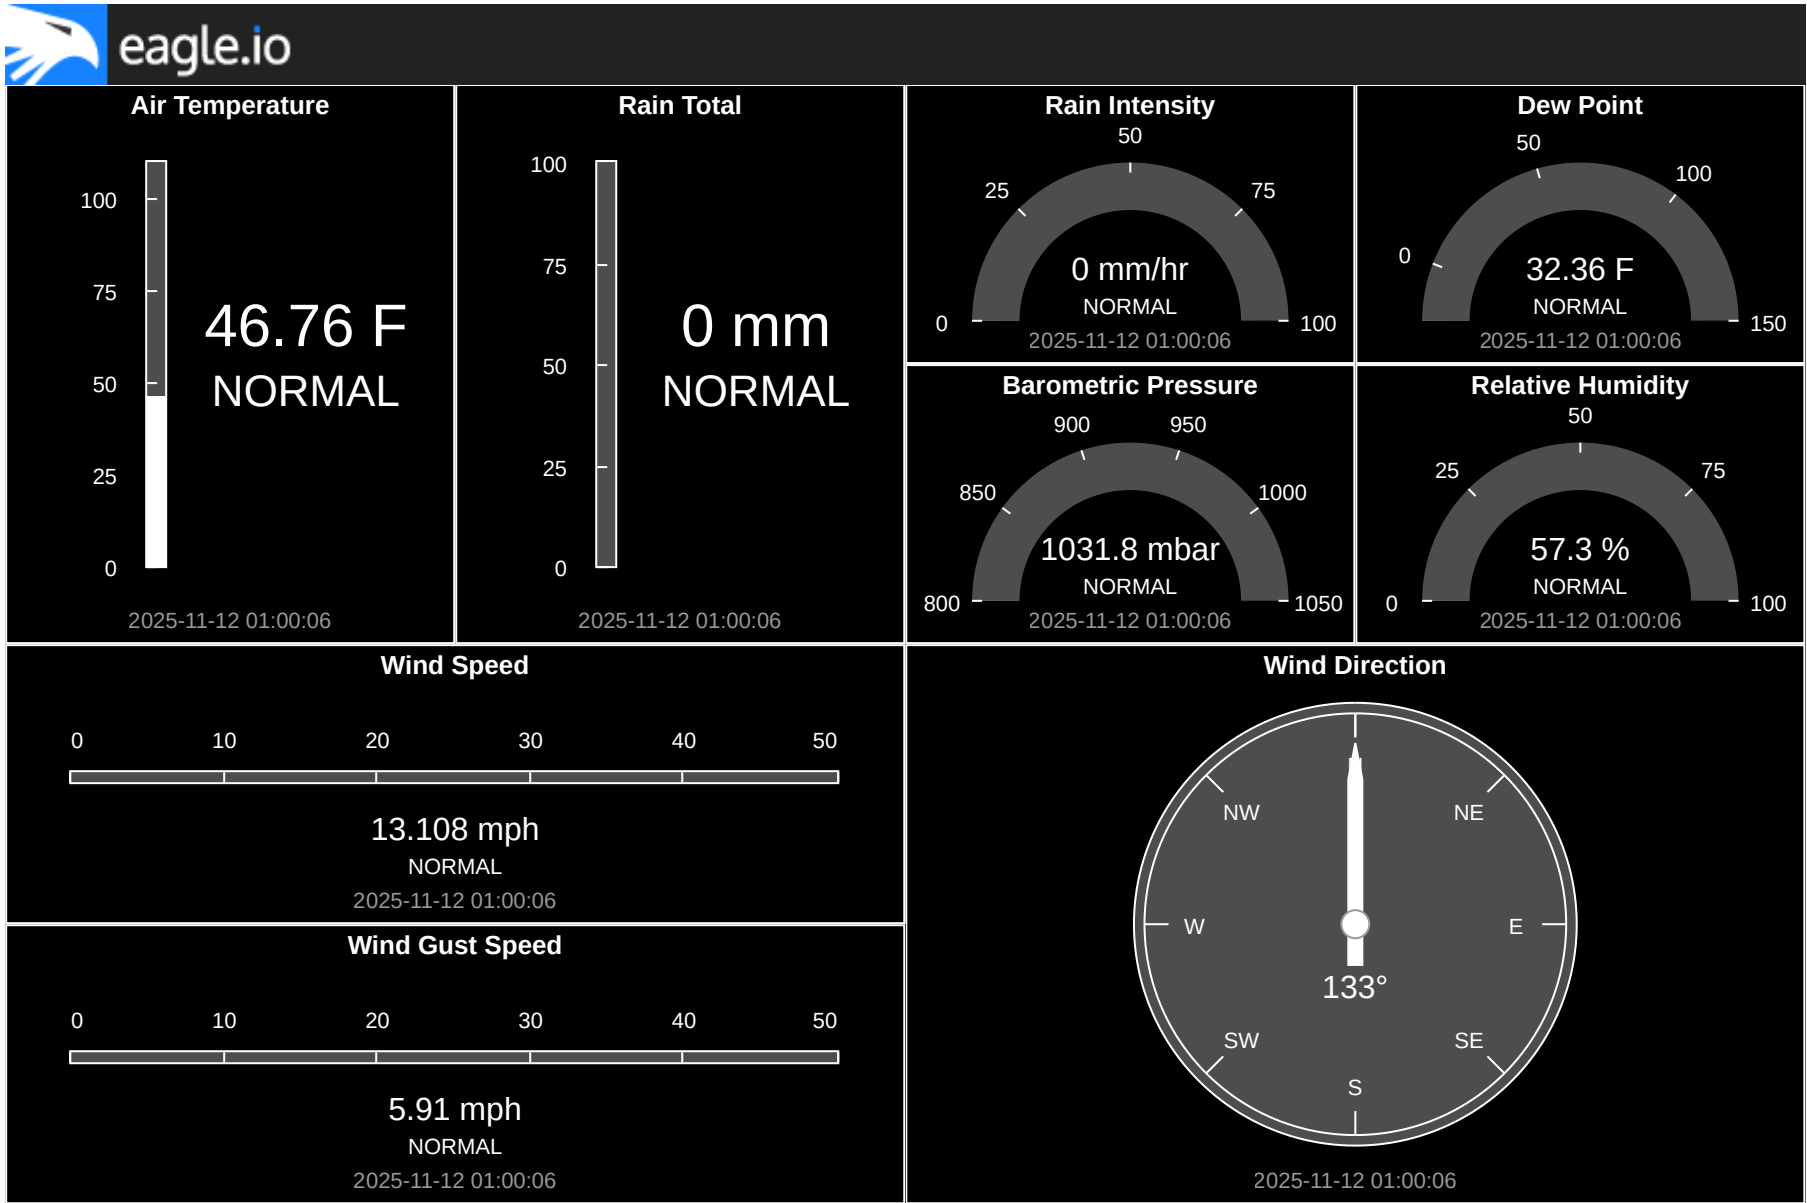 eagle.io
Air Temperature
100
75
50
25
0
46.76 F
NORMAL
2025-11-12 01:00:06
Rain Total
100
75
50
25
0
0 mm
NORMAL
2025-11-12 01:00:06
Rain Intensity
0
25
50
75
100
0 mm/hr
NORMAL
2025-11-12 01:00:06
Dew Point
0
50
100
150
32.36 F
NORMAL
2025-11-12 01:00:06
Barometric Pressure
800
850
900
950
1000
1050
1031.8 mbar
NORMAL
2025-11-12 01:00:06
Relative Humidity
0
25
50
75
100
57.3 %
NORMAL
2025-11-12 01:00:06
Wind Speed
0 10 20 30 40 50
13.108 mph
NORMAL
2025-11-12 01:00:06
Wind Gust Speed
0 10 20 30 40 50
5.91 mph
NORMAL
2025-11-12 01:00:06
Wind Direction
NW NE
W E
133°
SW SE
S
2025-11-12 01:00:06